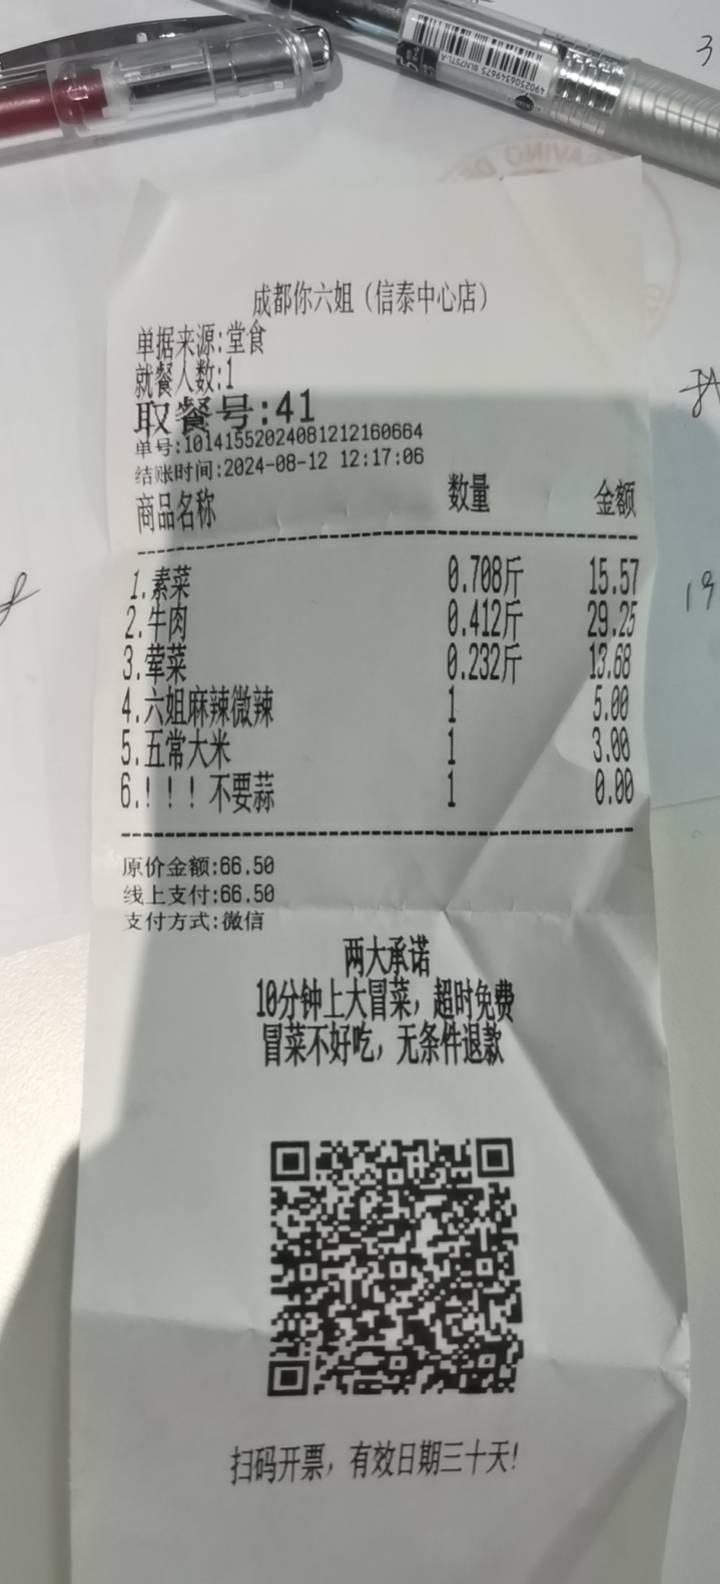 4902506349675 BLN75TL-A
3
成都你六姐（信泰中心店）
单据来源:堂食
就餐人数:1
取餐号:41
单号:10141552024081212160664
结账时间:2024-08-12 12:17:06
商品名称 数量 金额
1.素菜 0.708斤 15.57
2.牛肉 0.412斤 29.25
3.荤菜 0.232斤 13.68
4.六姐麻辣微辣 1 5.00
5.五常大米 1 3.00
6.！！！不要蒜 1 0.00
原价金额:66.50
线上支付:66.50
支付方式:微信
两大承诺
10分钟上大冒菜，超时免费
冒菜不好吃，无条件退款
扫码开票，有效日期三十天!